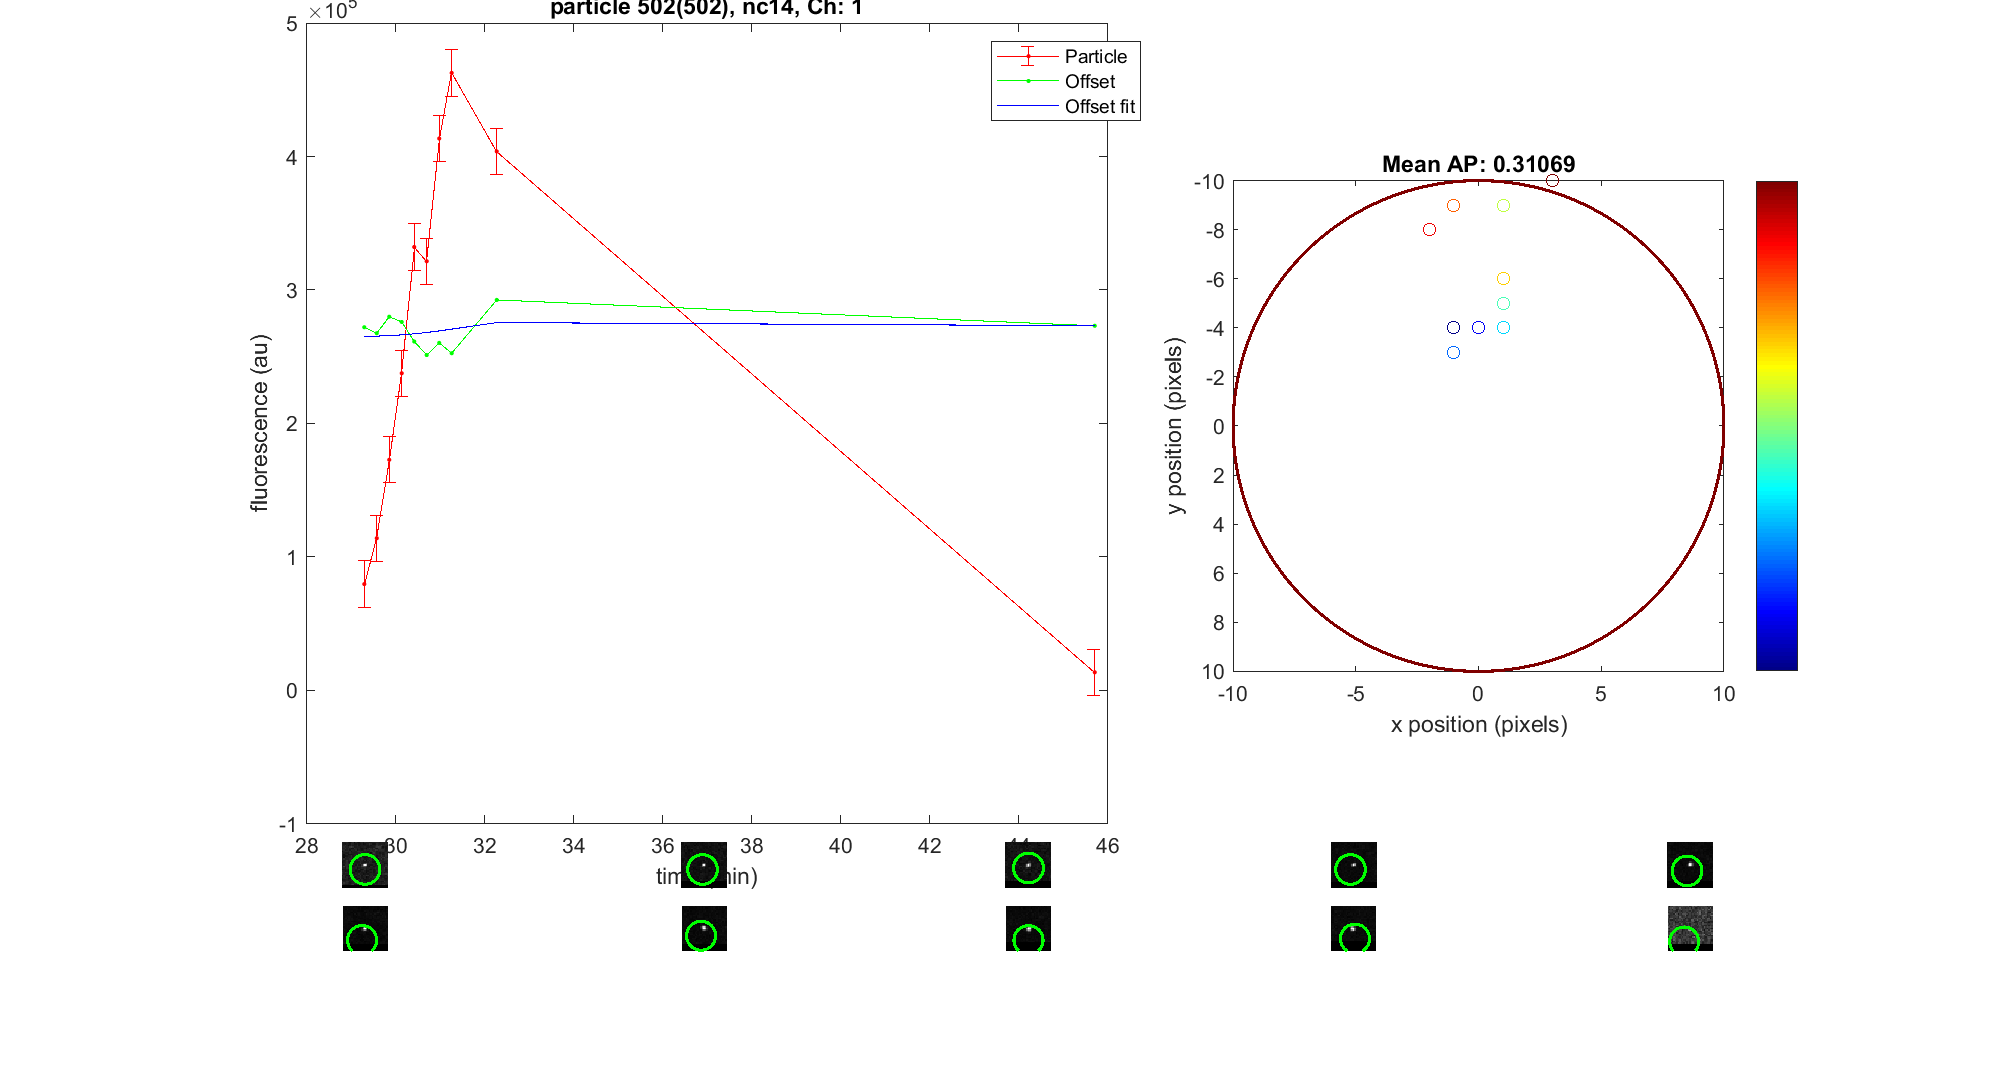 particle 502(502), nc14, Ch: 1
×10⁵
5
4
3
2
1
0
-1
fluorescence (au)
28 30 32 34 36 38 40 42 44 46
Particle
Offset
Offset fit
Mean AP: 0.31069
-10
-8
-6
-4
-2
0
2
4
6
8
10
y position (pixels)
-10 -5 0 5 10
x position (pixels)